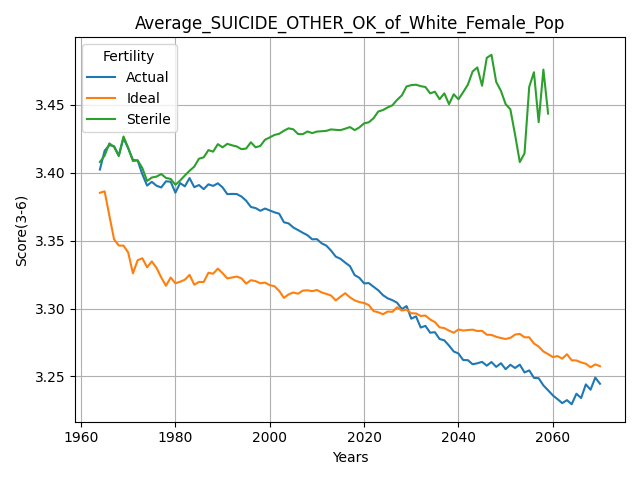 Average_SUICIDE_OTHER_OK_of_White_Female_Pop
Fertility
Actual
Ideal
Sterile
Score(3-6)
3.45
3.40
3.35
3.30
3.25
1960
1980
2000
2020
2040
2060
Years